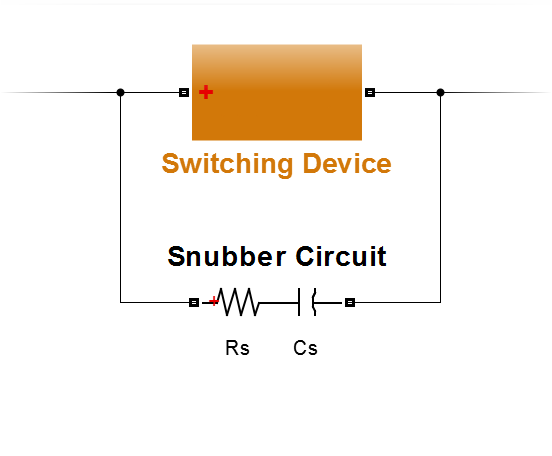 +
Switching Device
Snubber Circuit
+
Rs Cs